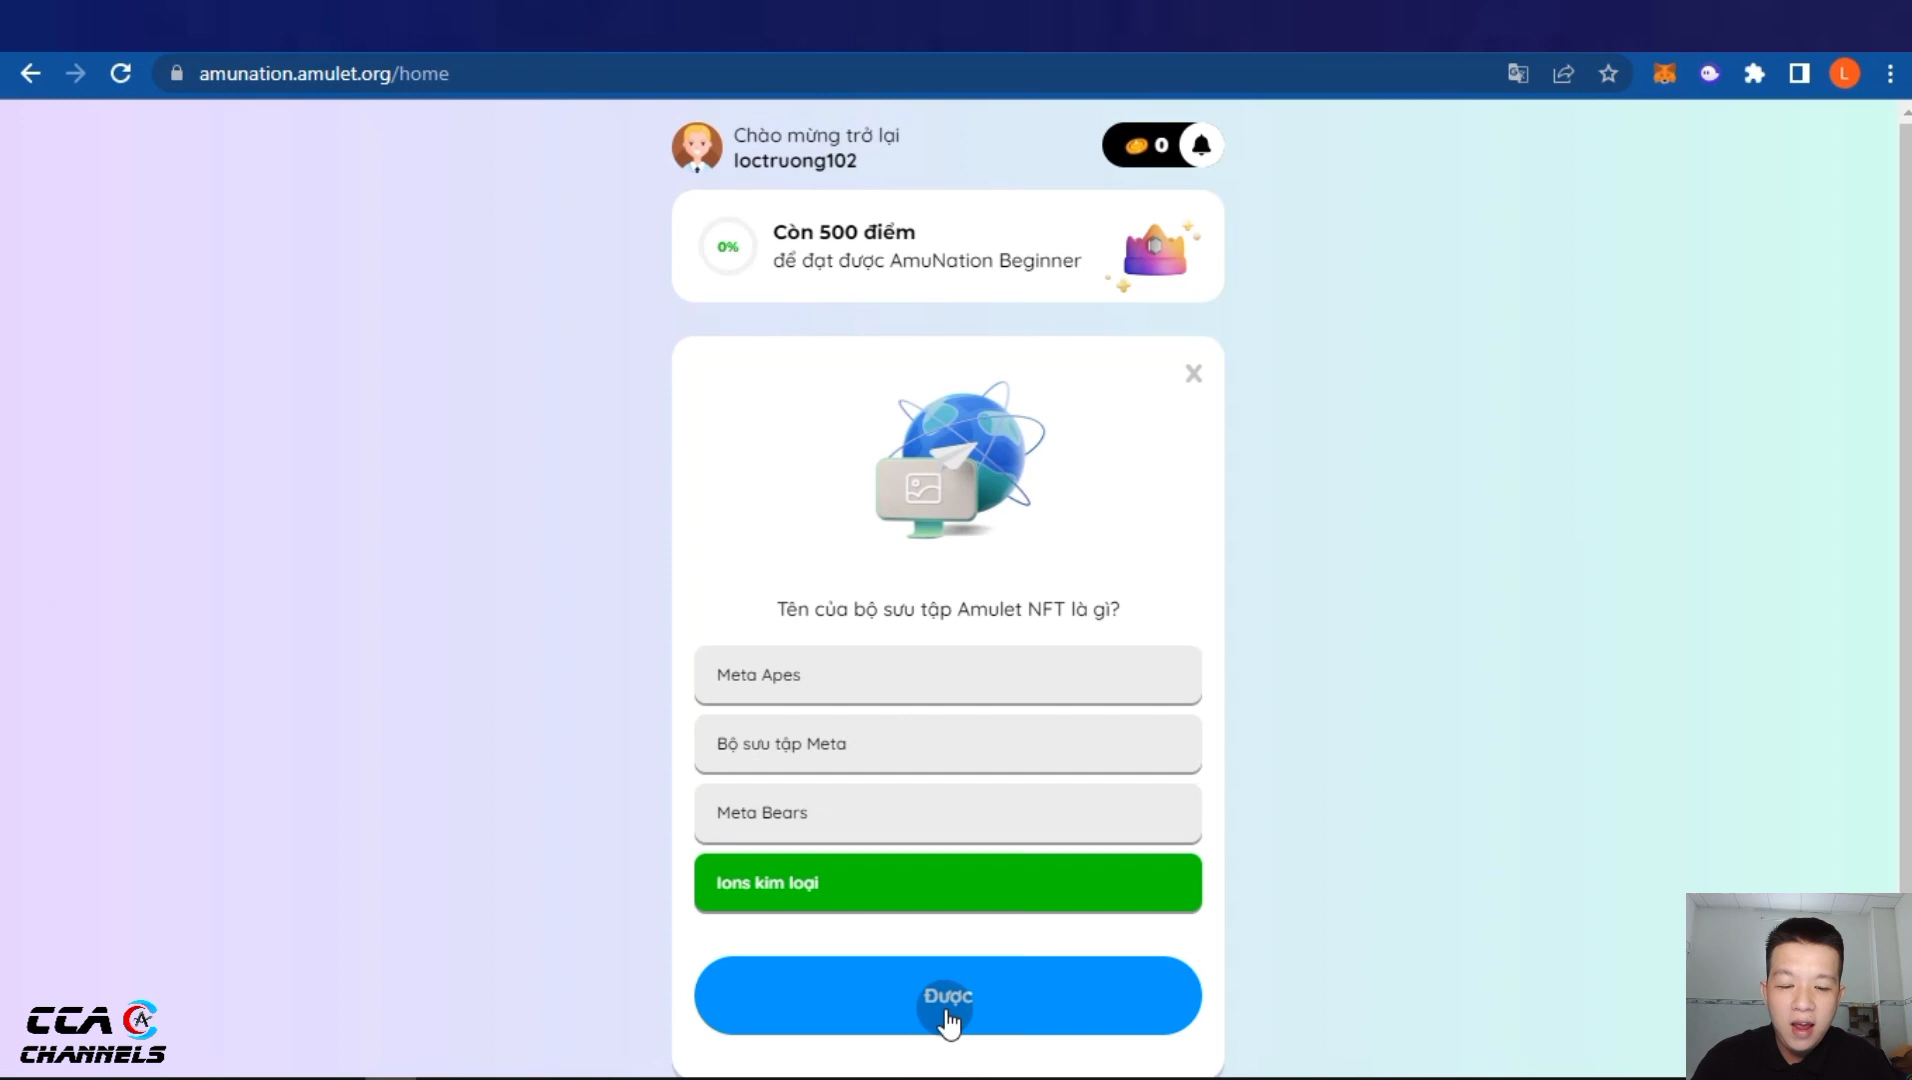 amunation.amulet.org/home
L
Chào mừng trở lại
loctruong102
0
0%
Còn 500 điểm
để đạt được AmuNation Beginner
X
Tên của bộ sưu tập Amulet NFT là gì?
Meta Apes
Bộ sưu tập Meta
Meta Bears
Ions kim loại
Được
CCA
CHANNELS